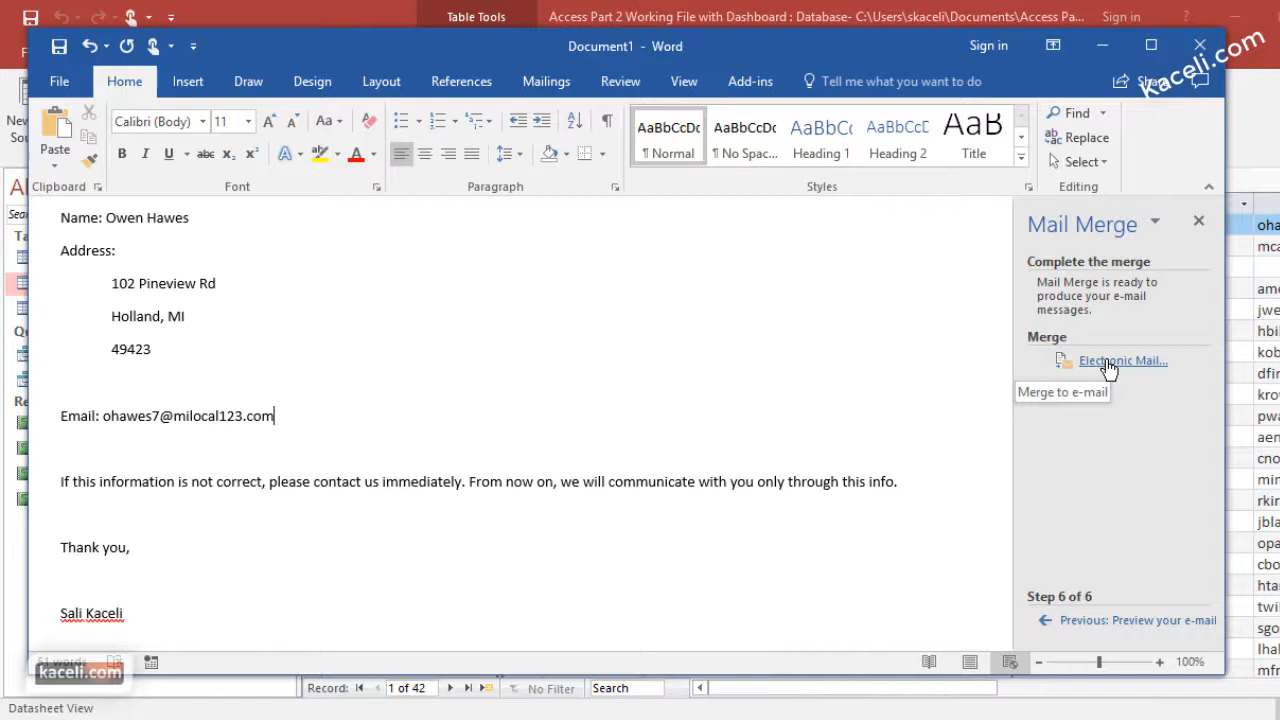 Table Tools
Access Part 2 Working File with Dashboard : Database- C:\Users\skaceli\Documents\Access Pa...
Sign in
Document1 - Word
Sign in
kaceli.com
File
Home
Insert
Draw
Design
Layout
References
Mailings
Review
View
Add-ins
Tell me what you want to do
Paste
Calibri (Body)
11
AaBbCcDc
AaBbCcDc
AaBbCc
AaBbCcD
AaB
¶ Normal
¶ No Spac...
Heading 1
Heading 2
Title
Find
Replace
Select
Clipboard
Font
Paragraph
Styles
Editing
Name: Owen Hawes
Address:
102 Pineview Rd
Holland, MI
49423
Email: ohawes7@milocal123.com
If this information is not correct, please contact us immediately. From now on, we will communicate with you only through this info.
Thank you,
Sali Kaceli
Mail Merge
Complete the merge
Mail Merge is ready to
produce your e-mail
messages.
Merge
Electronic Mail...
Merge to e-mail
Step 6 of 6
Previous: Preview your e-mail
51 words
100%
kaceli.com
Record:
1 of 42
No Filter
Search
Datasheet View